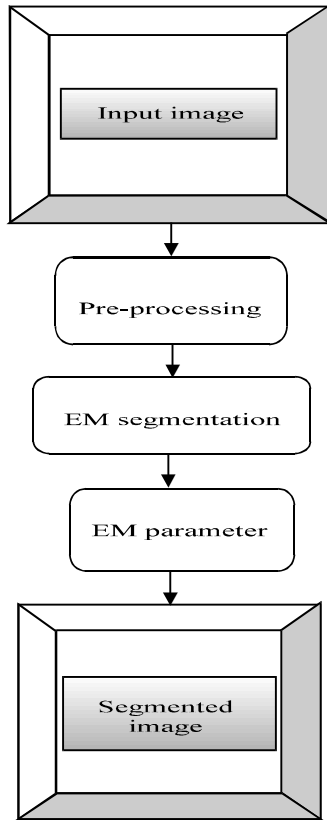 Input image
Pre-processing
EM segmentation
EM parameter
Segmented
image